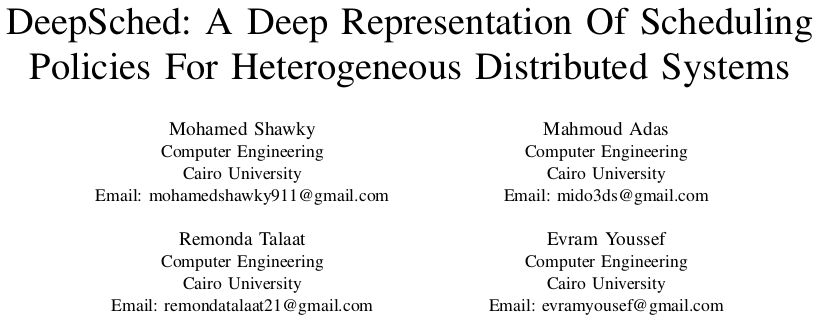 DeepSched: A Deep Representation Of Scheduling
Policies For Heterogeneous Distributed Systems
Mohamed Shawky
Computer Engineering
Cairo University
Email: mohamedshawky911@gmail.com
Mahmoud Adas
Computer Engineering
Cairo University
Email: mido3ds@gmail.com
Remonda Talaat
Computer Engineering
Cairo University
Email: remondatalaat21@gmail.com
Evram Youssef
Computer Engineering
Cairo University
Email: evramyousef@gmail.com